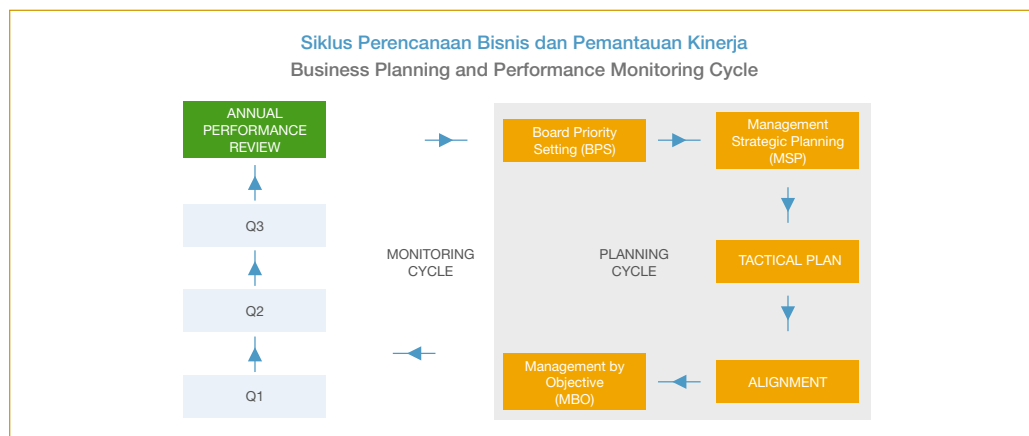 Siklus Perencanaan Bisnis dan Pemantauan Kinerja
Business Planning and Performance Monitoring Cycle
ANNUAL
PERFORMANCE
REVIEW
Q3
Q2
Q1
MONITORING
CYCLE
Board Priority
Setting (BPS)
Management
Strategic Planning
(MSP)
PLANNING
CYCLE
TACTICAL PLAN
Management by
Objective
(MBO)
ALIGNMENT